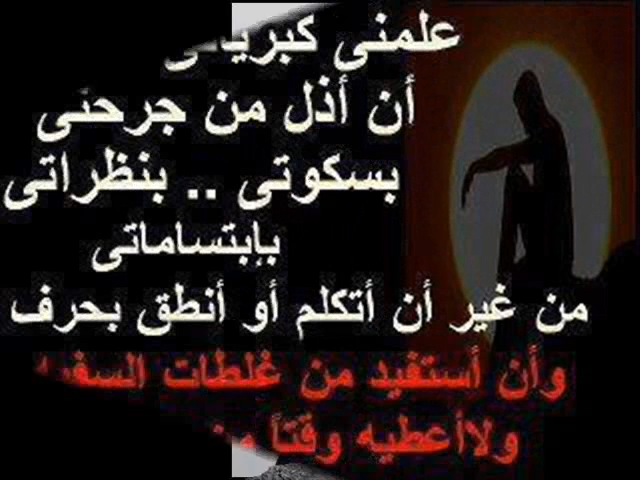 علمنى
أن أذل من جرحنى
بسكوتى .. بنظراتى
بإبتساماتى
من غير أن أتكلم أو أنطق بحرف
وأن أستفيد من غلطات
ولاأعطيه وقتاً